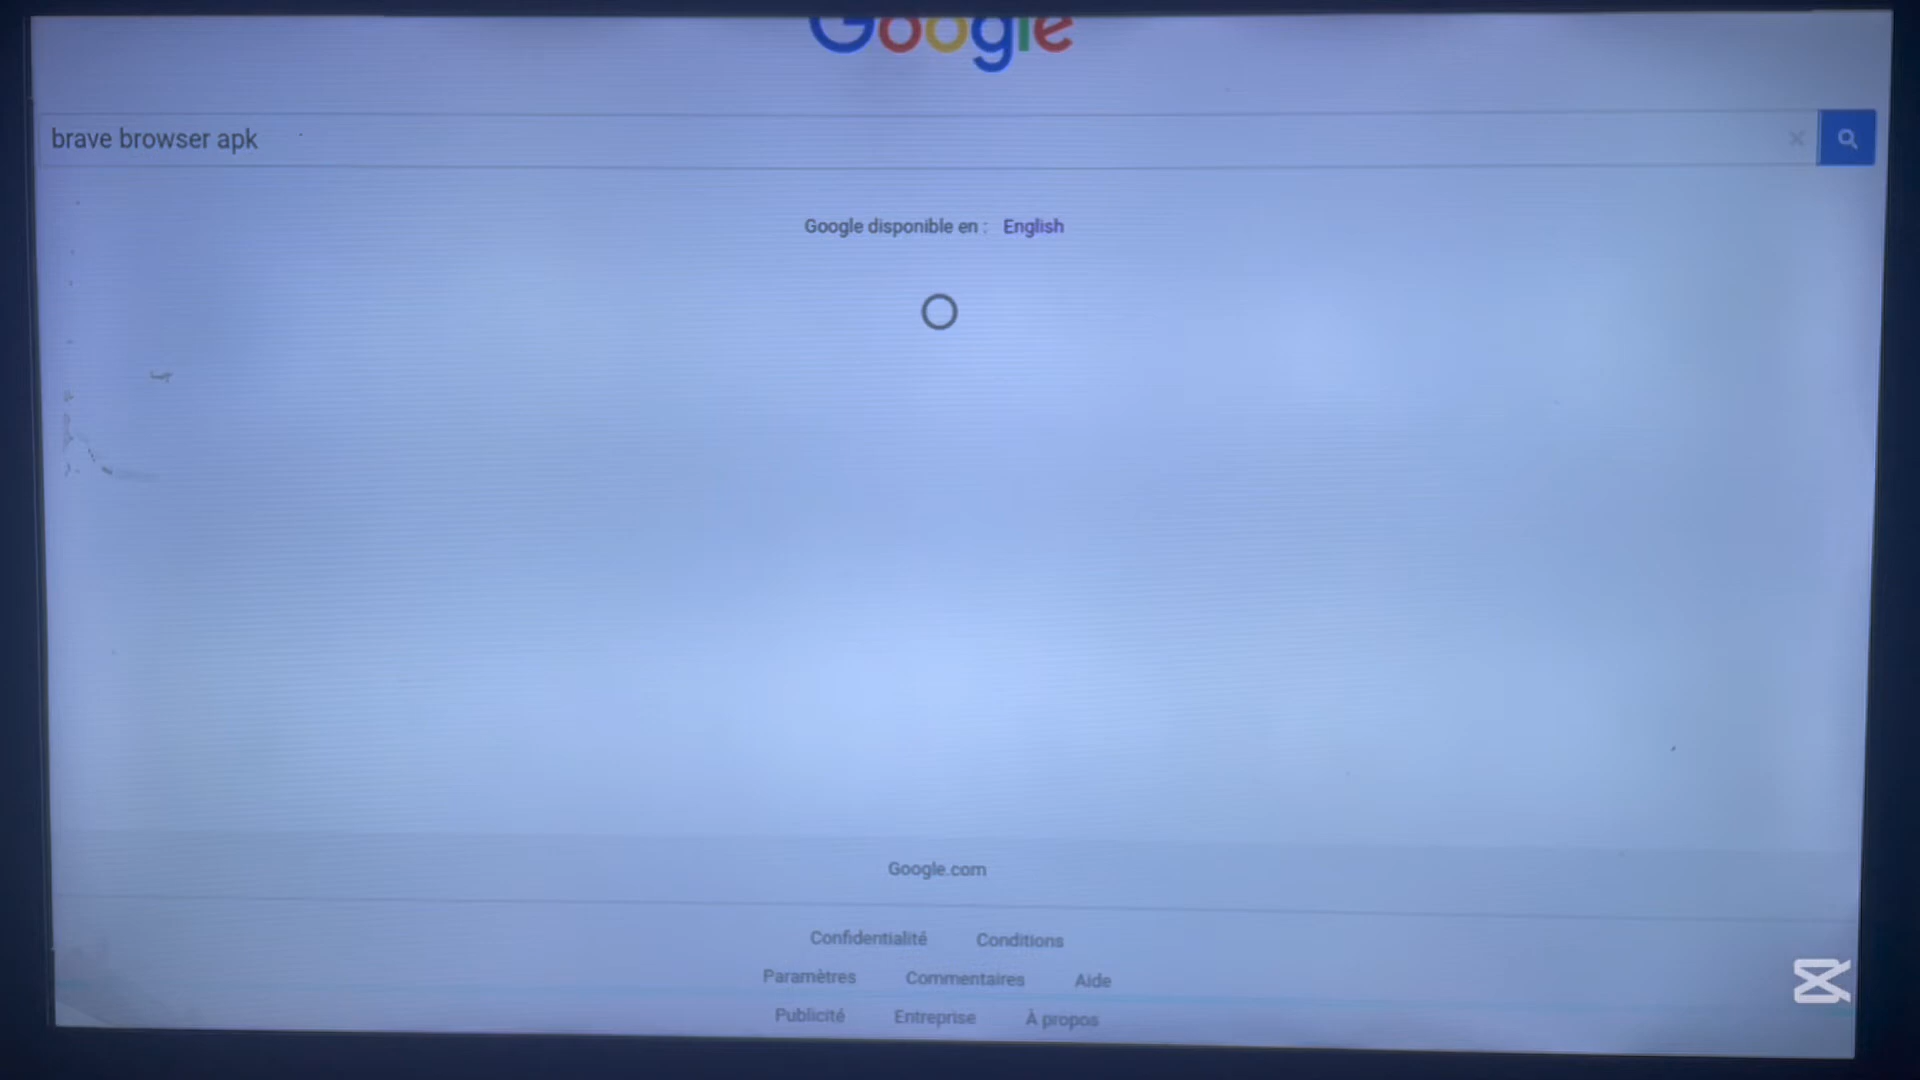 Google
brave browser apk
Google disponible en : English
Google.com
Confidentialité Conditions
Paramètres Commentaires Aide
Publicité Entreprise À propos